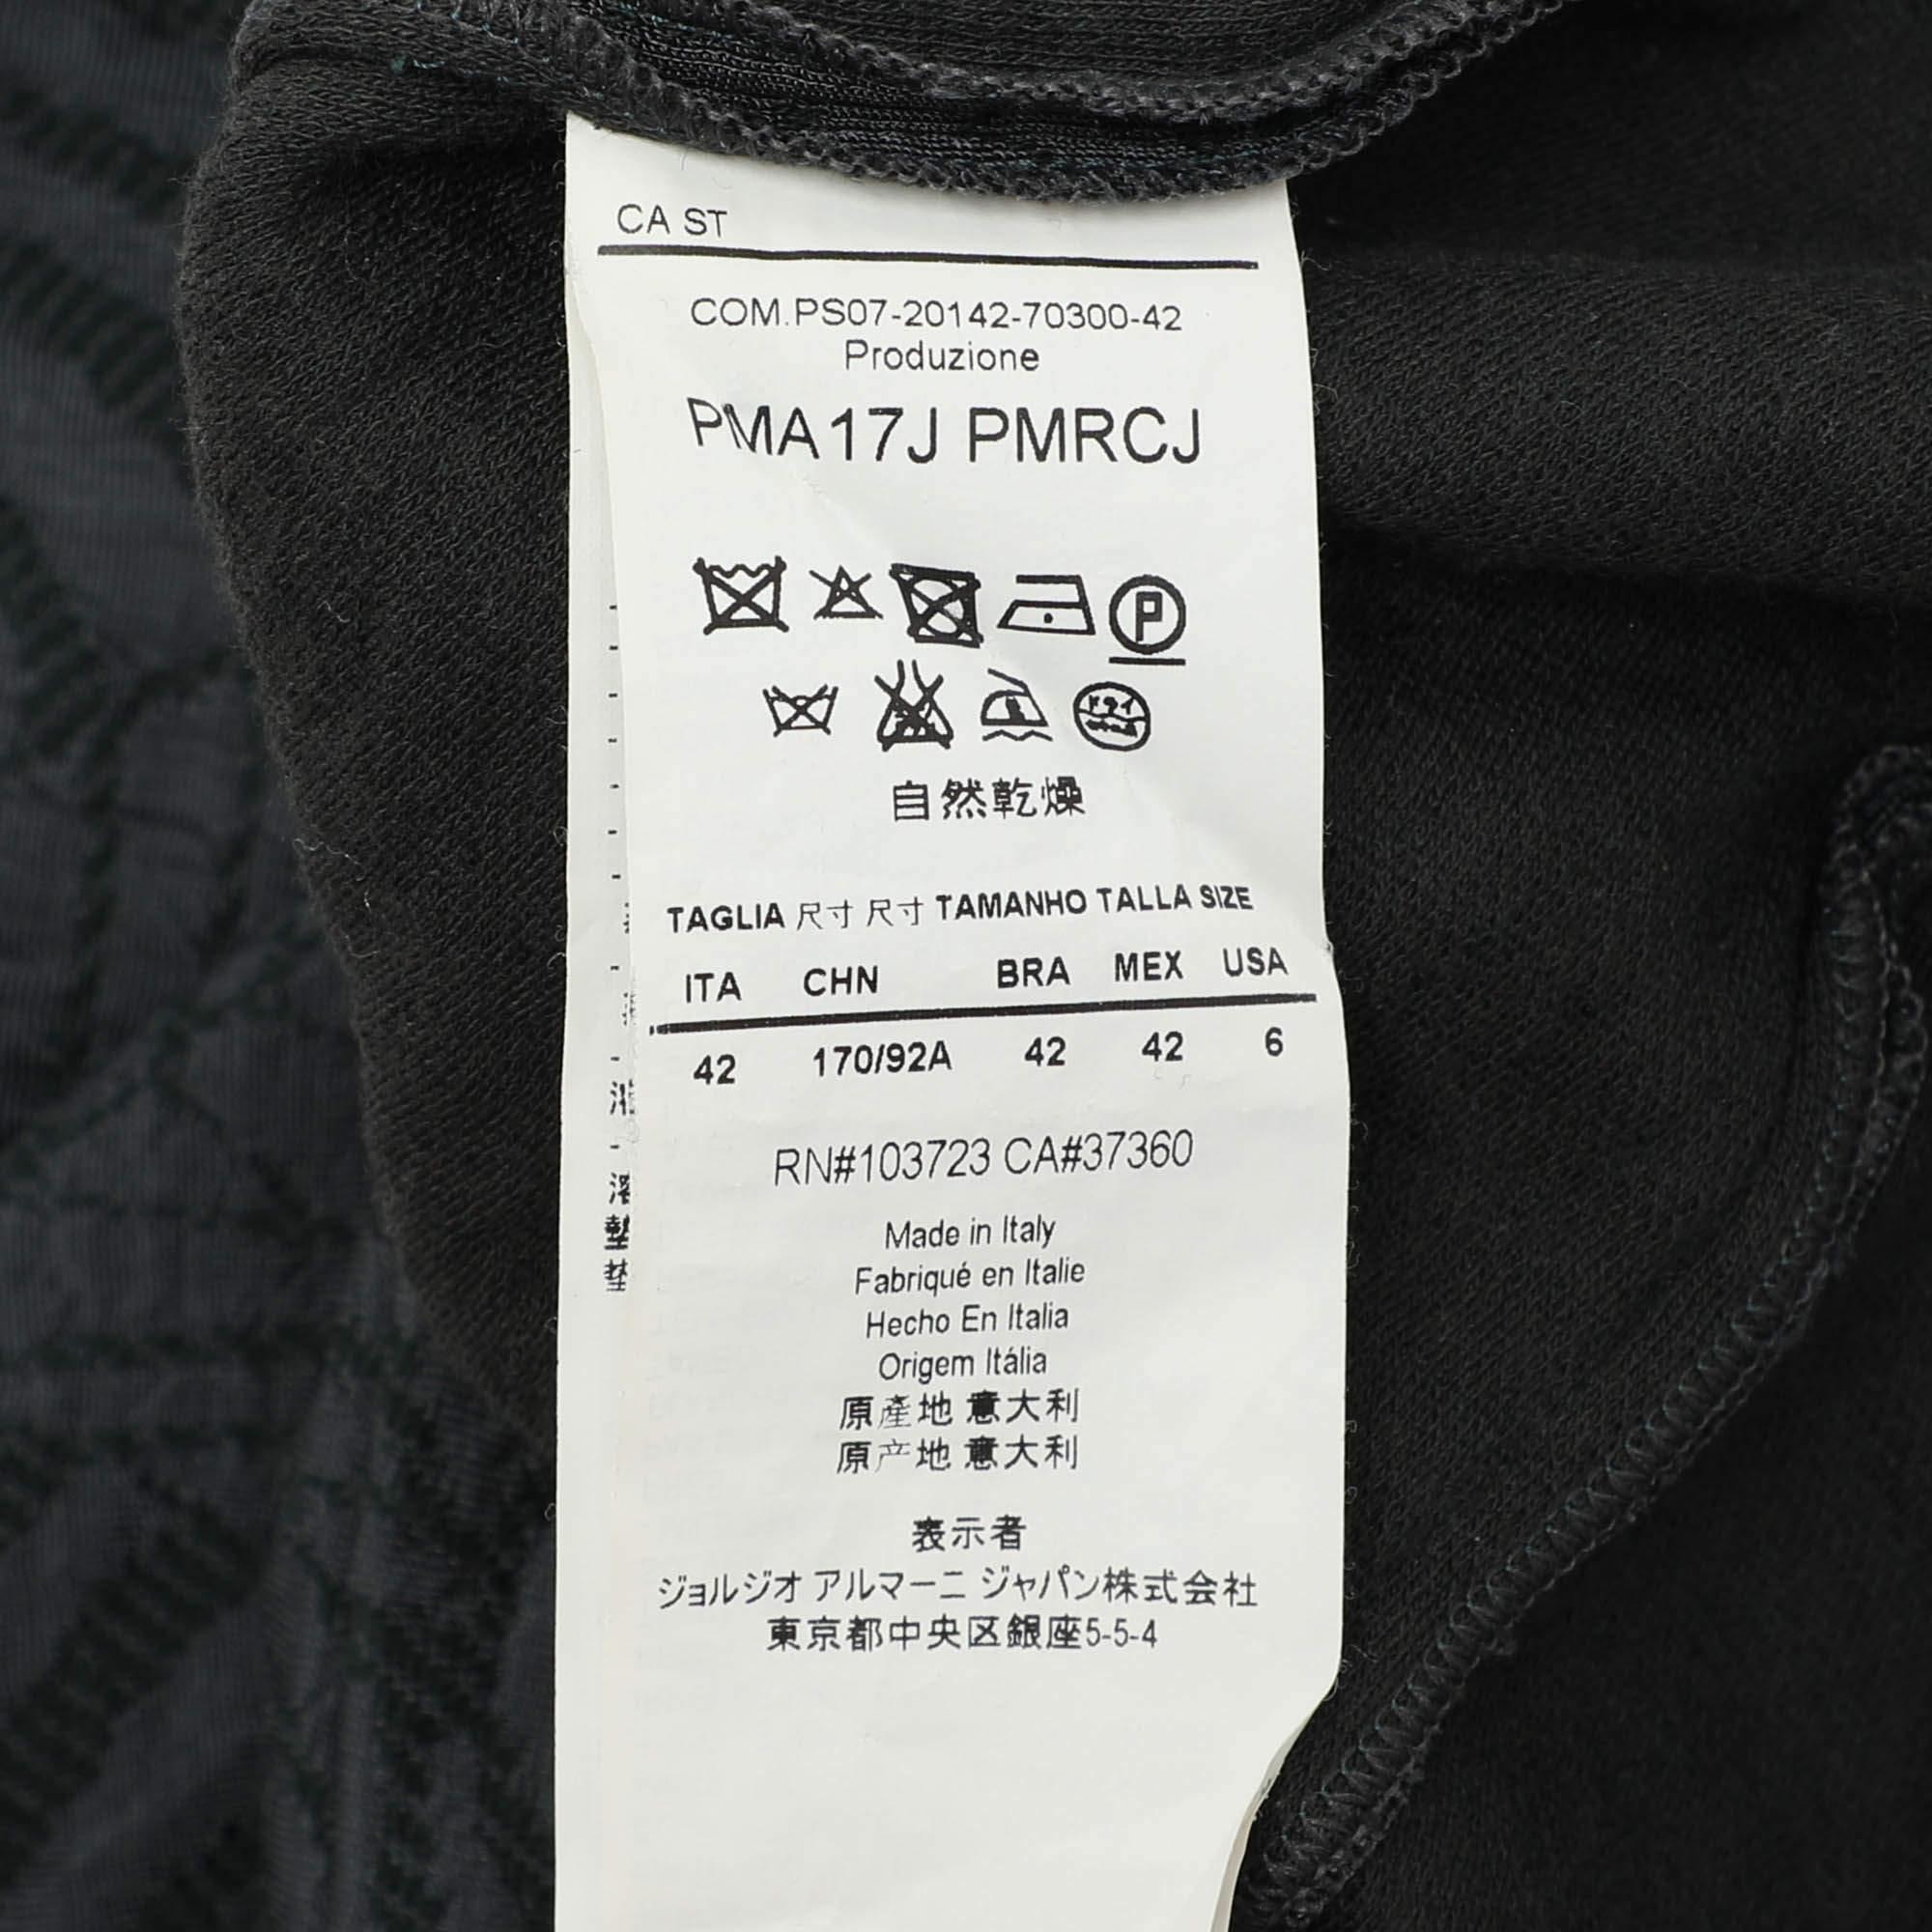 CA ST
COM.PS07-20142-70300-42
Produzione
PMA17J PMRCJ
P
ドライ
自然乾燥
TAGLIA 尺寸 尺寸 TAMANHO TALLA SIZE
ITA CHN BRA MEX USA
42 170/92A 42 42 6
RN#103723 CA#37360
Made in Italy
Fabriqué en Italie
Hecho En Italia
Origem Itália
原產地 意大利
原产地 意大利
表示者
ジョルジオ アルマーニ ジャパン株式会社
東京都中央区銀座5-5-4